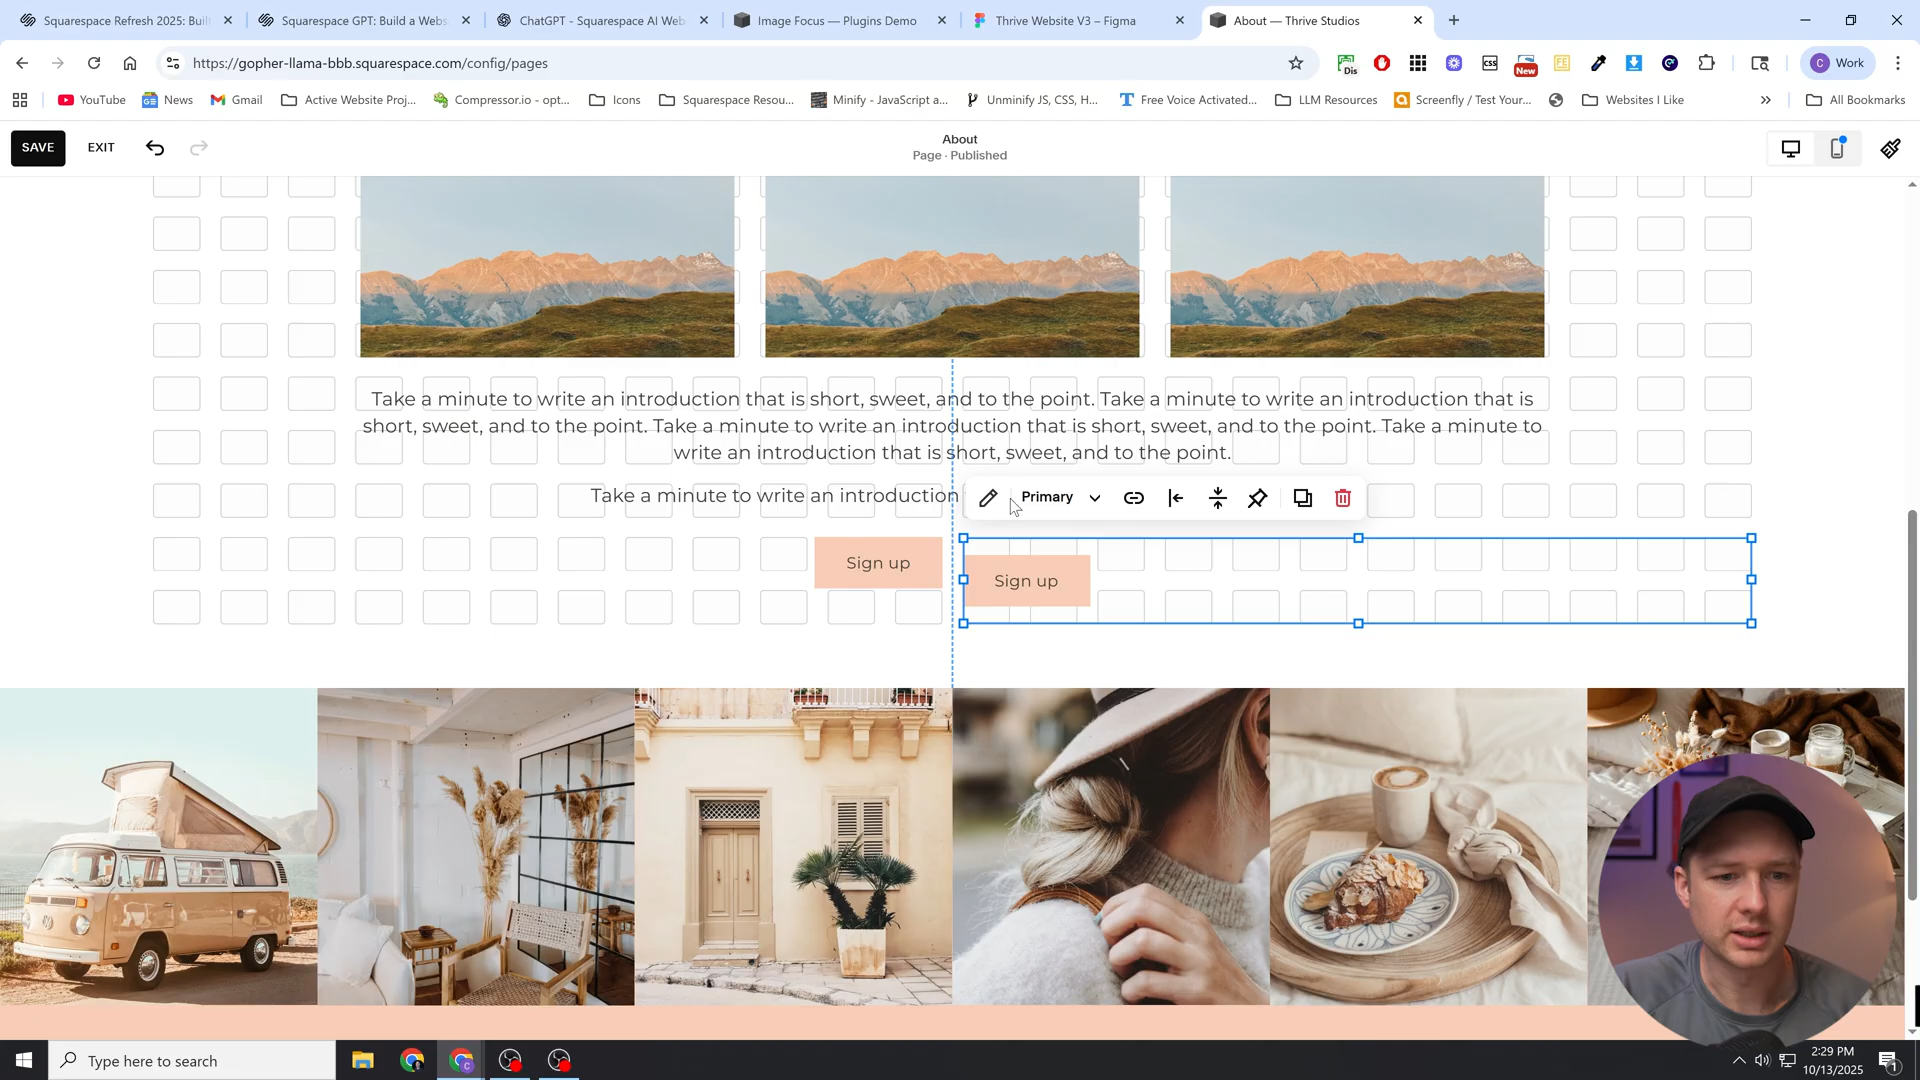 Squarespace Refresh 2025: Buil
Squarespace GPT: Build a Webs
ChatGPT - Squarespace AI Web
Image Focus — Plugins Demo
Thrive Website V3 – Figma
About — Thrive Studios
https://gopher-llama-bbb.squarespace.com/config/pages
Dis
css
New
FE
C
Work
YouTube
News
Gmail
Active Website Proj...
Compressor.io - opt...
Icons
Squarespace Resou...
Minify - JavaScript a...
Unminify JS, CSS, H...
Free Voice Activated...
LLM Resources
Screenfly / Test Your...
Websites I Like
All Bookmarks
SAVE
EXIT
About
Page · Published
Take a minute to write an introduction that is short, sweet, and to the point. Take a minute to write an introduction that is
short, sweet, and to the point. Take a minute to write an introduction that is short, sweet, and to the point. Take a minute to
write an introduction that is short, sweet, and to the point.
Take a minute to write an introduction
Primary
Sign up
Sign up
Type here to search
2:29 PM
10/13/2025
1